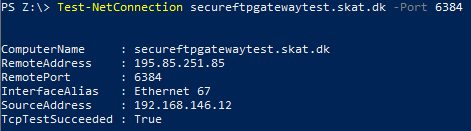 PS Z:\> Test-NetConnection secureftpgatewaytest.skat.dk -Port 6384
ComputerName     : secureftpgatewaytest.skat.dk
RemoteAddress    : 195.85.251.85
RemotePort       : 6384
InterfaceAlias   : Ethernet 67
SourceAddress    : 192.168.146.12
TcpTestSucceeded : True